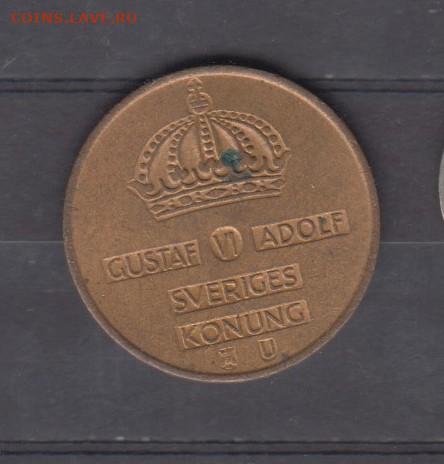 COINS.LAVE.RU
GUSTAF VI ADOLF
SVERIGES
KONUNG
U